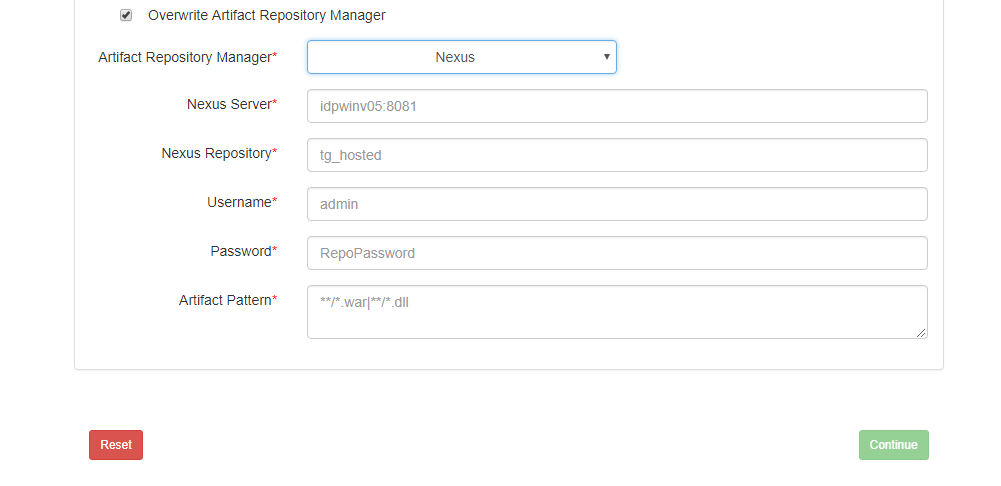 Overwrite Artifact Repository Manager
Artifact Repository Manager* Nexus
Nexus Server* idpwinv05:8081
Nexus Repository* tg_hosted
Username* admin
Password* RepoPassword
Artifact Pattern* **/*.war|**/*.dll
Reset Continue